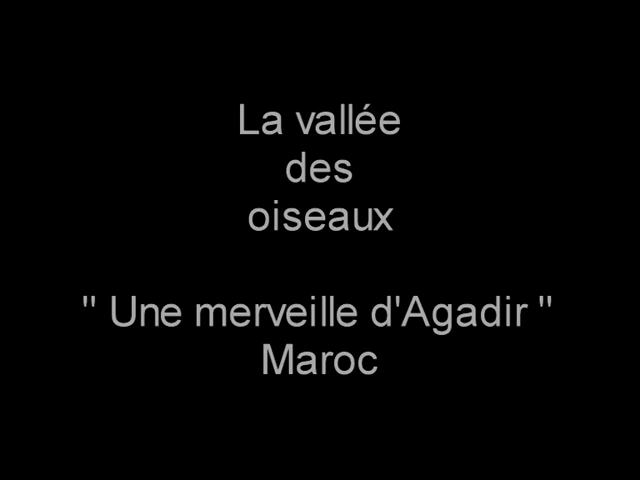 La vallée
des
oiseaux
" Une merveille d'Agadir "
Maroc